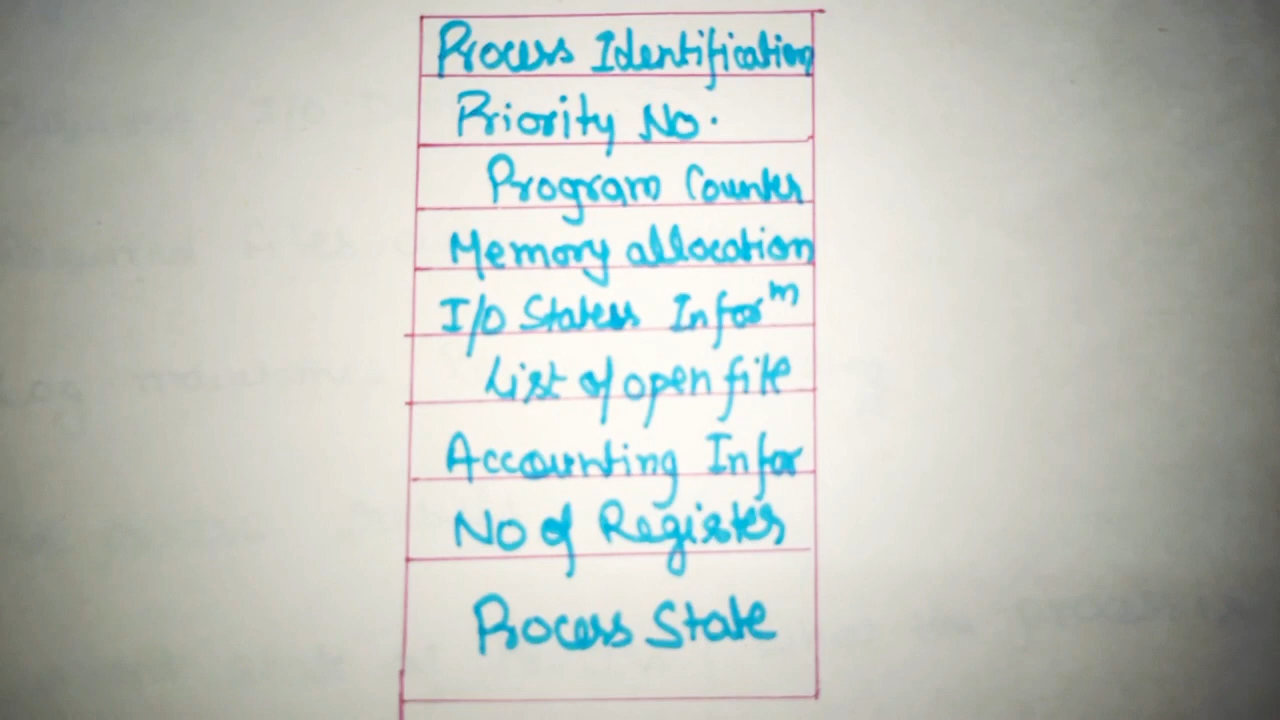 Process Identification
Priority No.
Program Counter
Memory allocation
I/O Status Inforᵐ
List of open file
Accounting Infor
No of Register
Process State